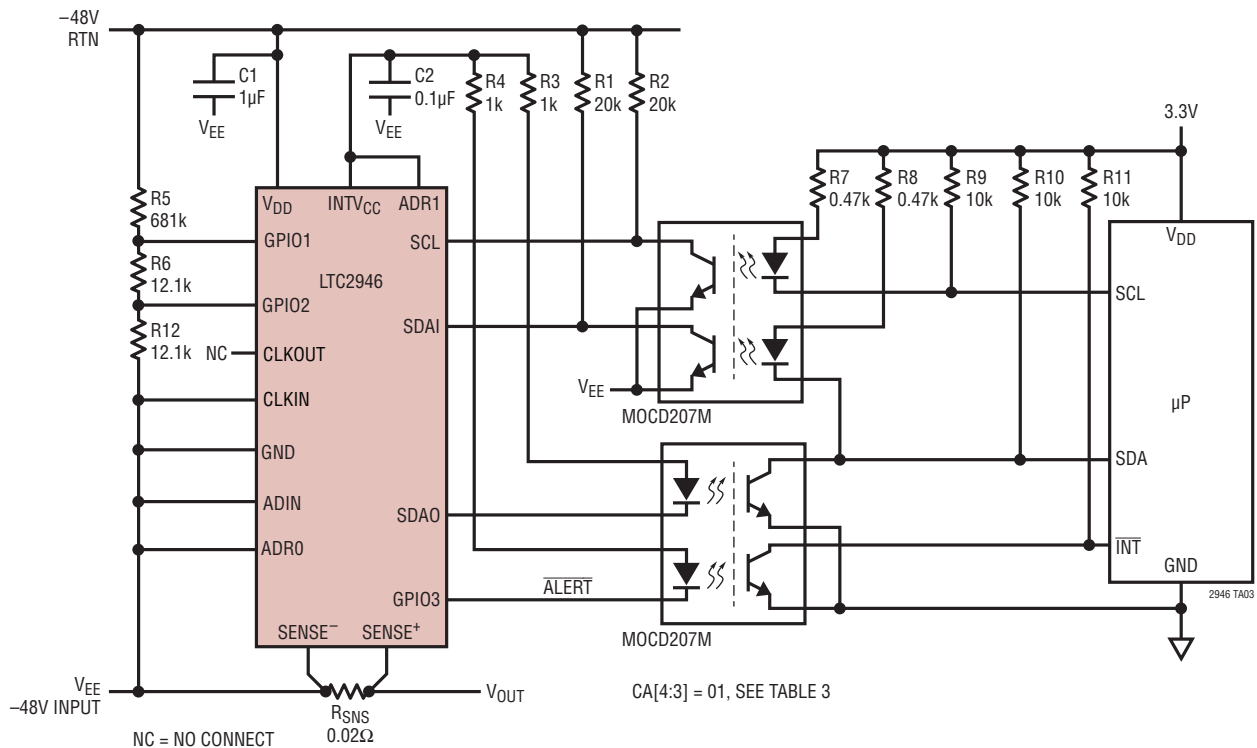 –48V
RTN
C1
1µF
VEE
C2
0.1µF
VEE
R4
1k
R3
1k
R1
20k
R2
20k
3.3V
R7
0.47k
R8
0.47k
R9
10k
R10
10k
R11
10k
R5
681k
R6
12.1k
R12
12.1k
NC
VDD
INTVCC
ADR1
GPIO1
SCL
LTC2946
GPIO2
SDAI
CLKOUT
CLKIN
GND
ADIN
SDAO
ADR0
GPIO3
SENSE–
SENSE+
VEE
MOCD207M
ALERT
MOCD207M
VDD
SCL
µP
SDA
INT
GND
2946 TA03
VEE
–48V INPUT
RSNS
0.02Ω
VOUT
CA[4:3] = 01, SEE TABLE 3
NC = NO CONNECT